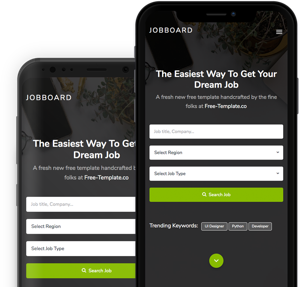 JOBBOARD
The Easiest Way To Get
Dream Job
A fresh new free template handcrafted
folks at Free-Template.co
Job title, Company...
Select Region
Select Job Type
Search Job
JOBBOARD
The Easiest Way To Get Your
Dream Job
A fresh new free template handcrafted by the fine
folks at Free-Template.co
Job title, Company...
Select Region
Select Job Type
Search Job
Trending Keywords: UI Designer Python Developer